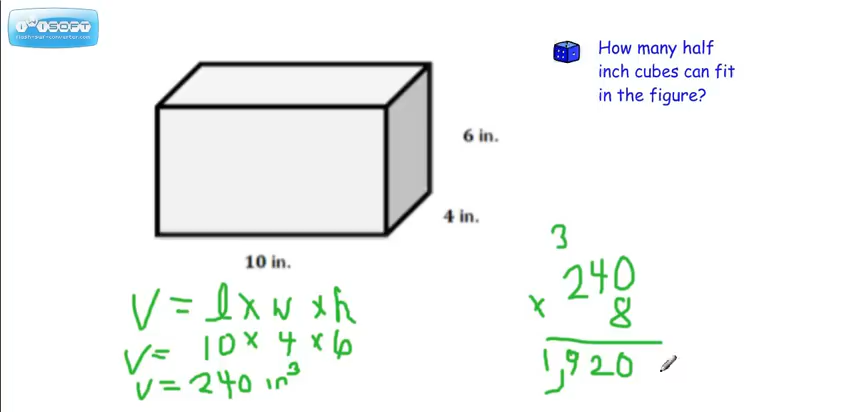 How many half
inch cubes can fit
in the figure?
6 in.
4 in.
10 in.
V = l × w × h
V = 10 × 4 × 6
V = 240 in³
3
240
× 8
1,920